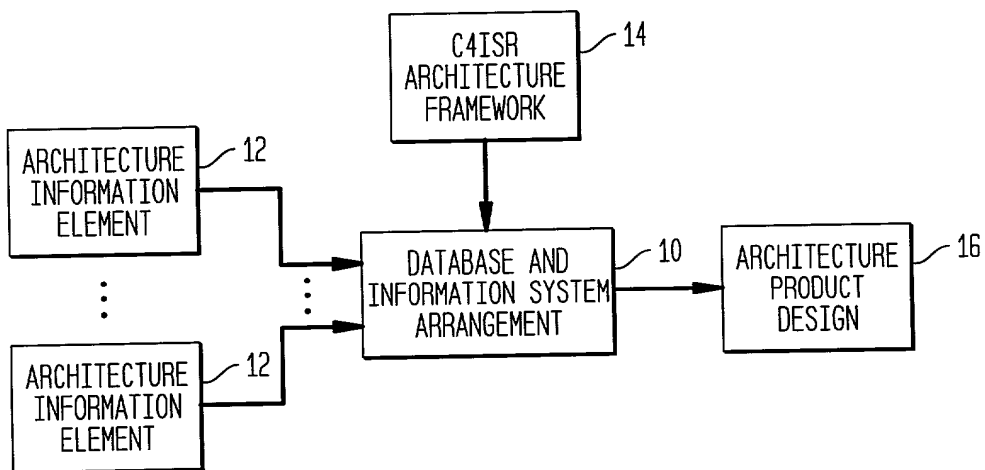 C4ISR
ARCHITECTURE
FRAMEWORK
14
ARCHITECTURE
INFORMATION
ELEMENT
12
DATABASE AND
INFORMATION SYSTEM
ARRANGEMENT
10
ARCHITECTURE
PRODUCT
DESIGN
16
ARCHITECTURE
INFORMATION
ELEMENT
12